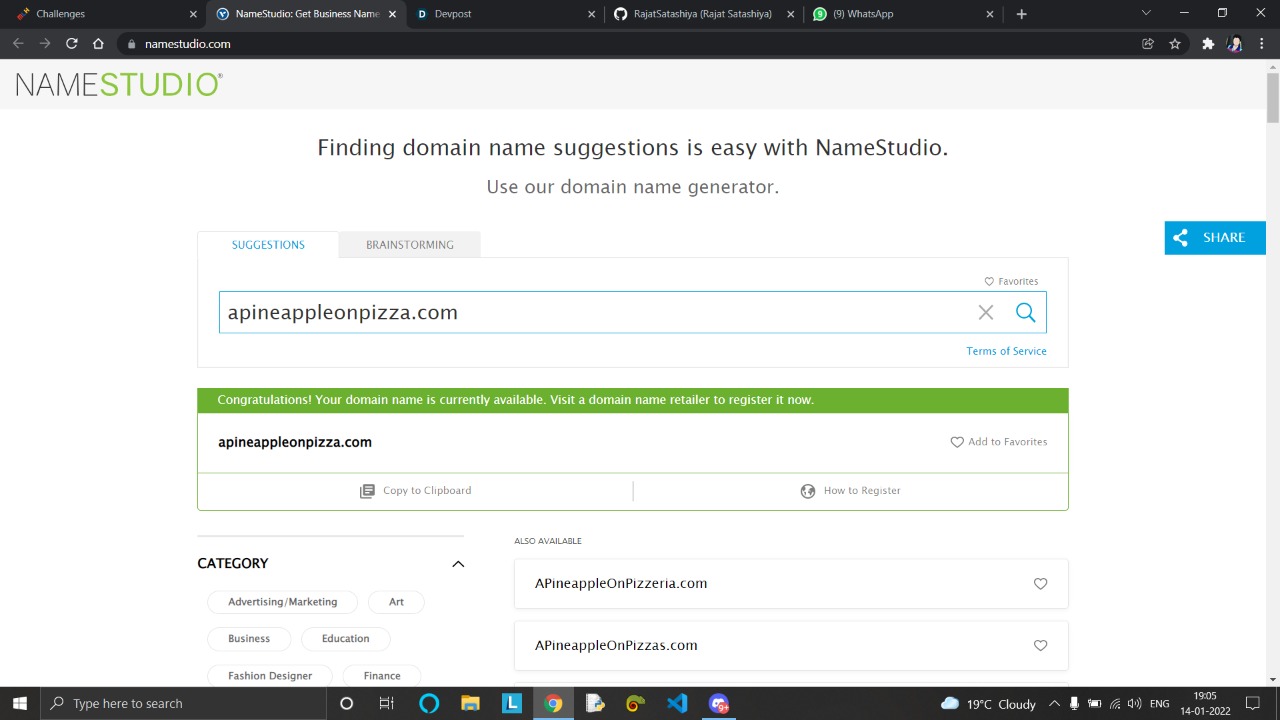 Challenges
NameStudio: Get Business Name
Devpost
RajatSatashiya (Rajat Satashiya)
(9) WhatsApp
namestudio.com
NAMESTUDIO®
Finding domain name suggestions is easy with NameStudio.
Use our domain name generator.
SHARE
SUGGESTIONS
BRAINSTORMING
Favorites
apineappleonpizza.com
Terms of Service
Congratulations! Your domain name is currently available. Visit a domain name retailer to register it now.
apineappleonpizza.com
Add to Favorites
Copy to Clipboard
How to Register
CATEGORY
Advertising/Marketing
Art
Business
Education
Fashion Designer
Finance
ALSO AVAILABLE
APineappleOnPizzeria.com
APineappleOnPizzas.com
Type here to search
L
9+
19°C Cloudy
ENG
19:05
14-01-2022